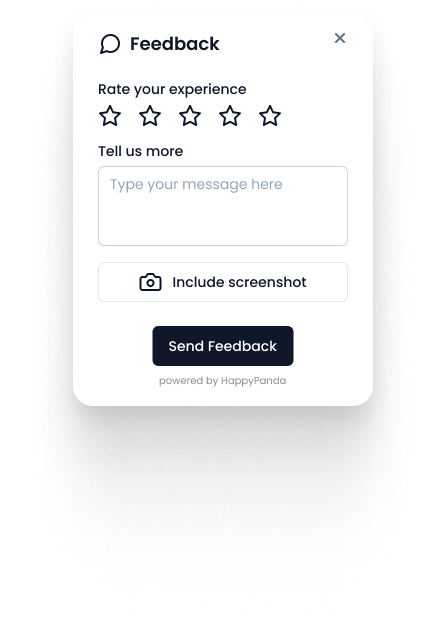 Feedback
Rate your experience
Tell us more
Type your message here
Include screenshot
Send Feedback
powered by HappyPanda